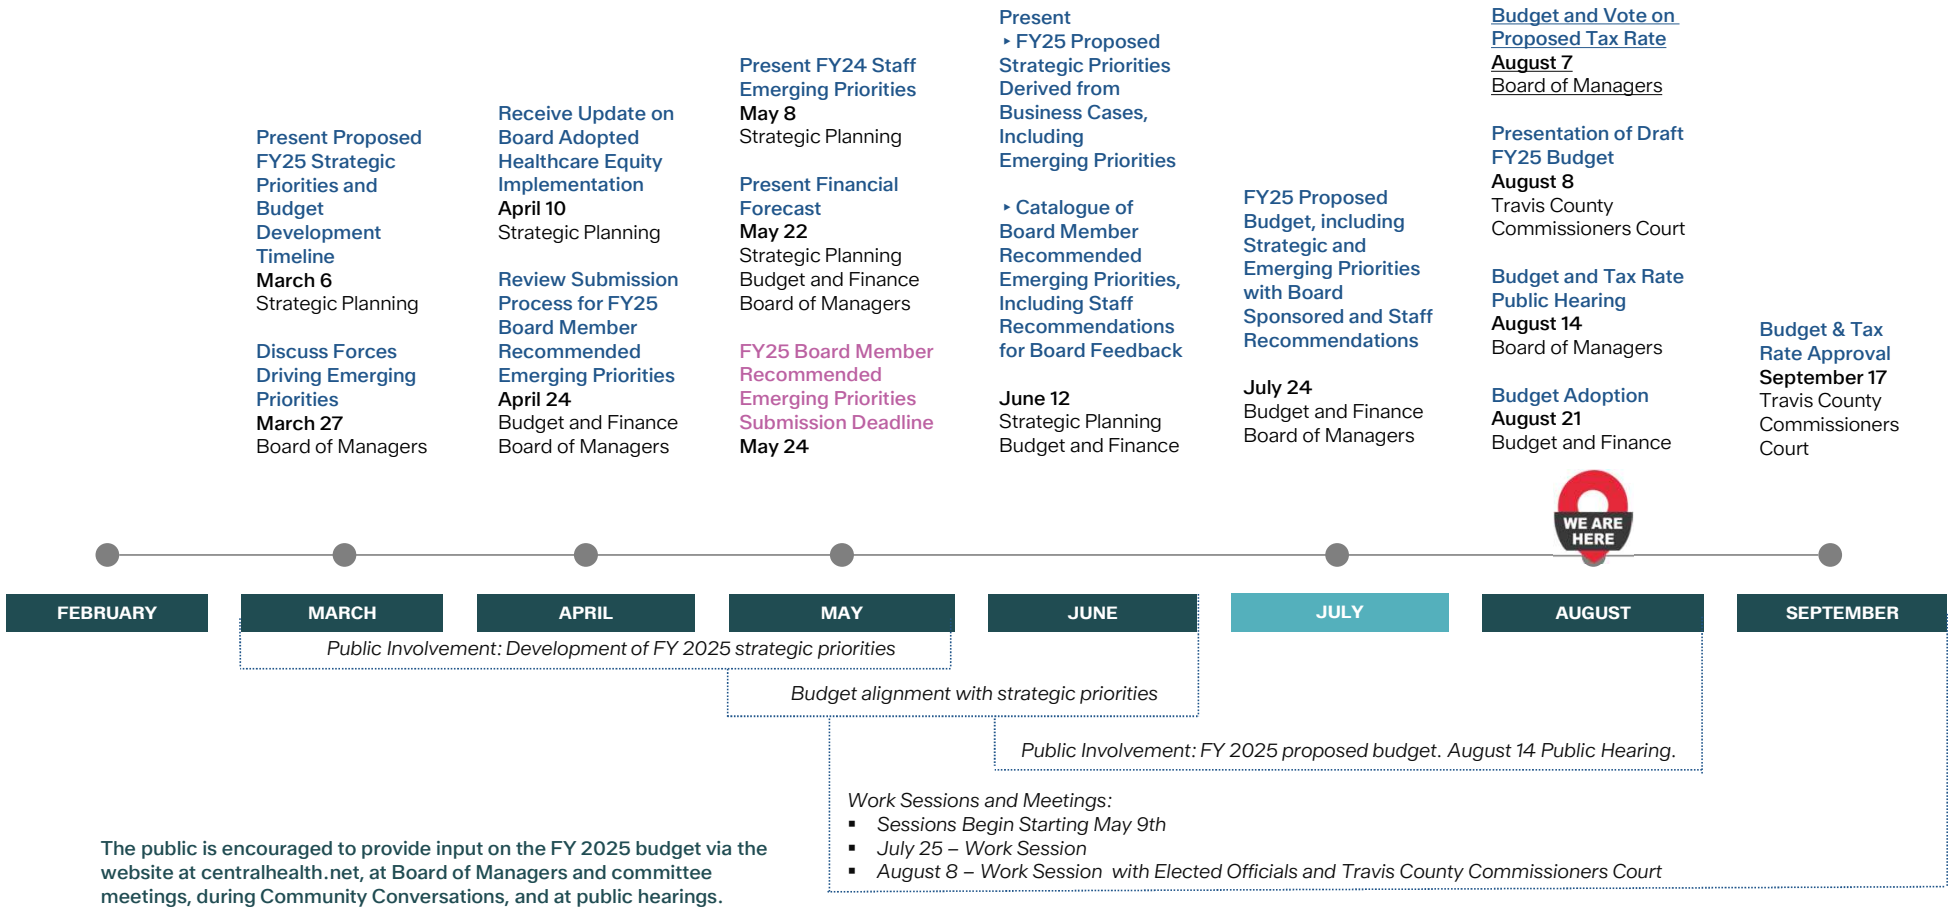 Present Proposed
FY25 Strategic
Priorities and
Budget
Development
Timeline
March 6
Strategic Planning
Discuss Forces
Driving Emerging
Priorities
March 27
Board of Managers
Receive Update on
Board Adopted
Healthcare Equity
Implementation
April 10
Strategic Planning
Review Submission
Process for FY25
Board Member
Recommended
Emerging Priorities
April 24
Budget and Finance
Board of Managers
Present FY24 Staff
Emerging Priorities
May 8
Strategic Planning
Present Financial
Forecast
May 22
Strategic Planning
Budget and Finance
Board of Managers
FY25 Board Member
Recommended
Emerging Priorities
Submission Deadline
May 24
Present
‣ FY25 Proposed
Strategic Priorities
Derived from
Business Cases,
Including
Emerging Priorities
‣ Catalogue of
Board Member
Recommended
Emerging Priorities,
Including Staff
Recommendations
for Board Feedback
June 12
Strategic Planning
Budget and Finance
FY25 Proposed
Budget, including
Strategic and
Emerging Priorities
with Board
Sponsored and Staff
Recommendations
July 24
Budget and Finance
Board of Managers
Budget and Vote on
Proposed Tax Rate
August 7
Board of Managers
Presentation of Draft
FY25 Budget
August 8
Travis County
Commissioners Court
Budget and Tax Rate
Public Hearing
August 14
Board of Managers
Budget Adoption
August 21
Budget and Finance
Budget & Tax
Rate Approval
September 17
Travis County
Commissioners
Court
WE ARE
HERE
FEBRUARY
MARCH
APRIL
MAY
JUNE
JULY
AUGUST
SEPTEMBER
Public Involvement: Development of FY 2025 strategic priorities
Budget alignment with strategic priorities
Public Involvement: FY 2025 proposed budget. August 14 Public Hearing.
Work Sessions and Meetings:
▪ Sessions Begin Starting May 9th
▪ July 25 – Work Session
▪ August 8 – Work Session with Elected Officials and Travis County Commissioners Court
The public is encouraged to provide input on the FY 2025 budget via the
website at centralhealth.net, at Board of Managers and committee
meetings, during Community Conversations, and at public hearings.